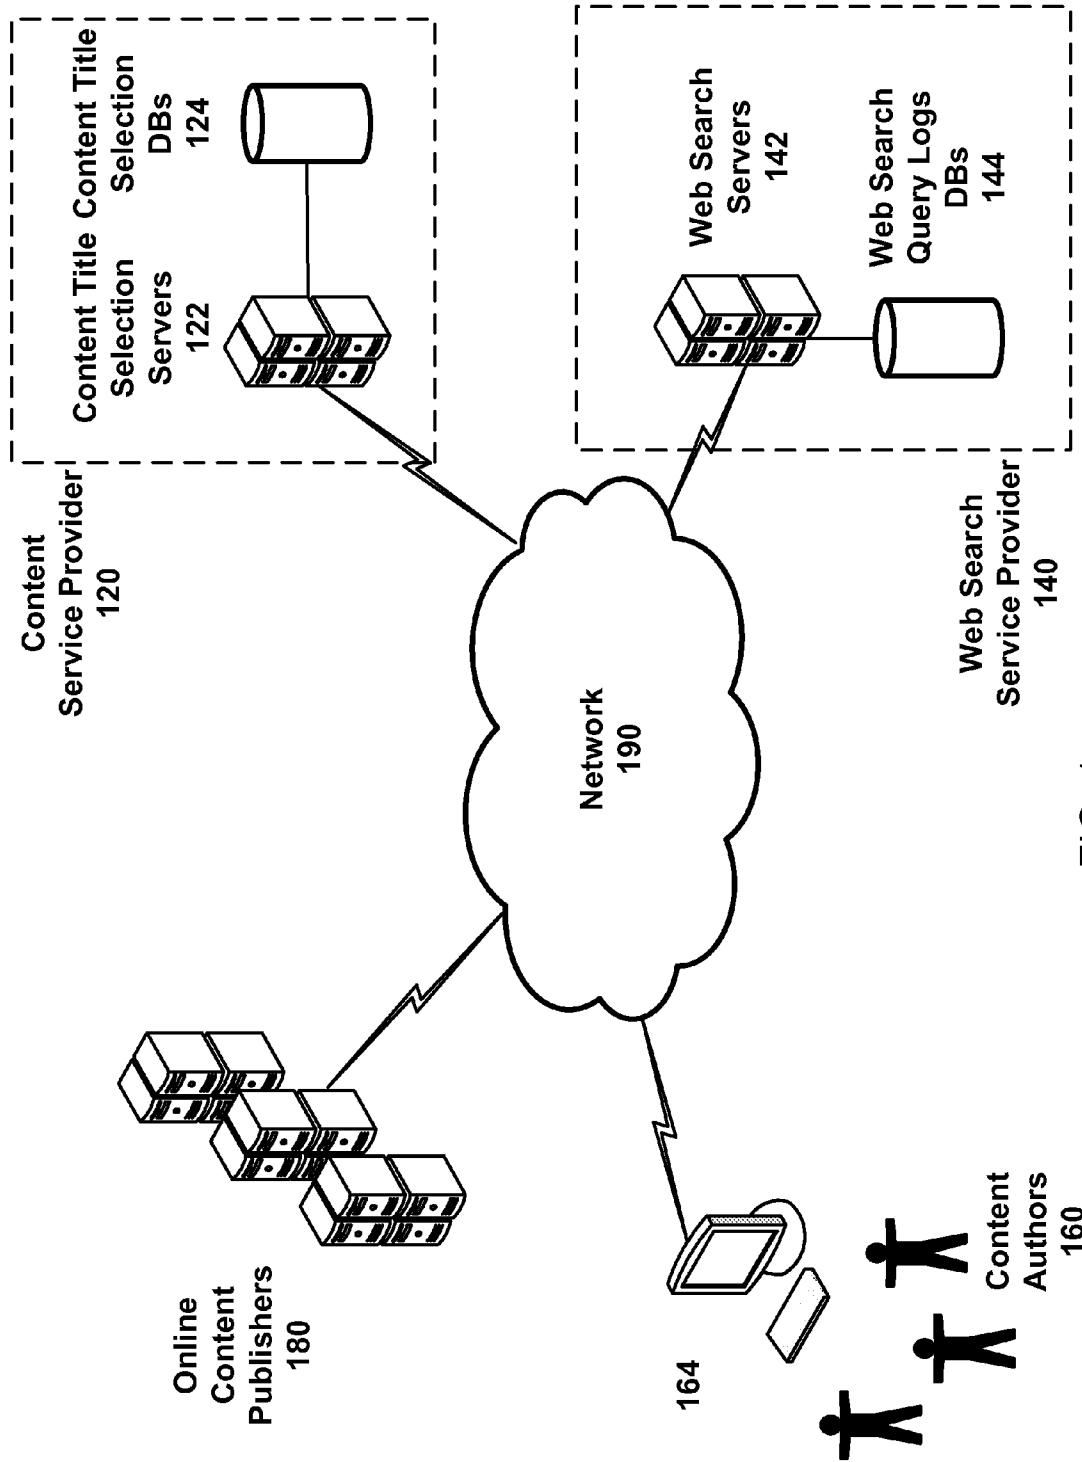 Online
Content
Publishers
180
Content
Service Provider
120
Content Title
Selection
Servers
122
Content Title
Selection
DBs
124
Network
190
164
Content
Authors
160
Web Search
Service Provider
140
Web Search
Servers
142
Web Search
Query Logs
DBs
144